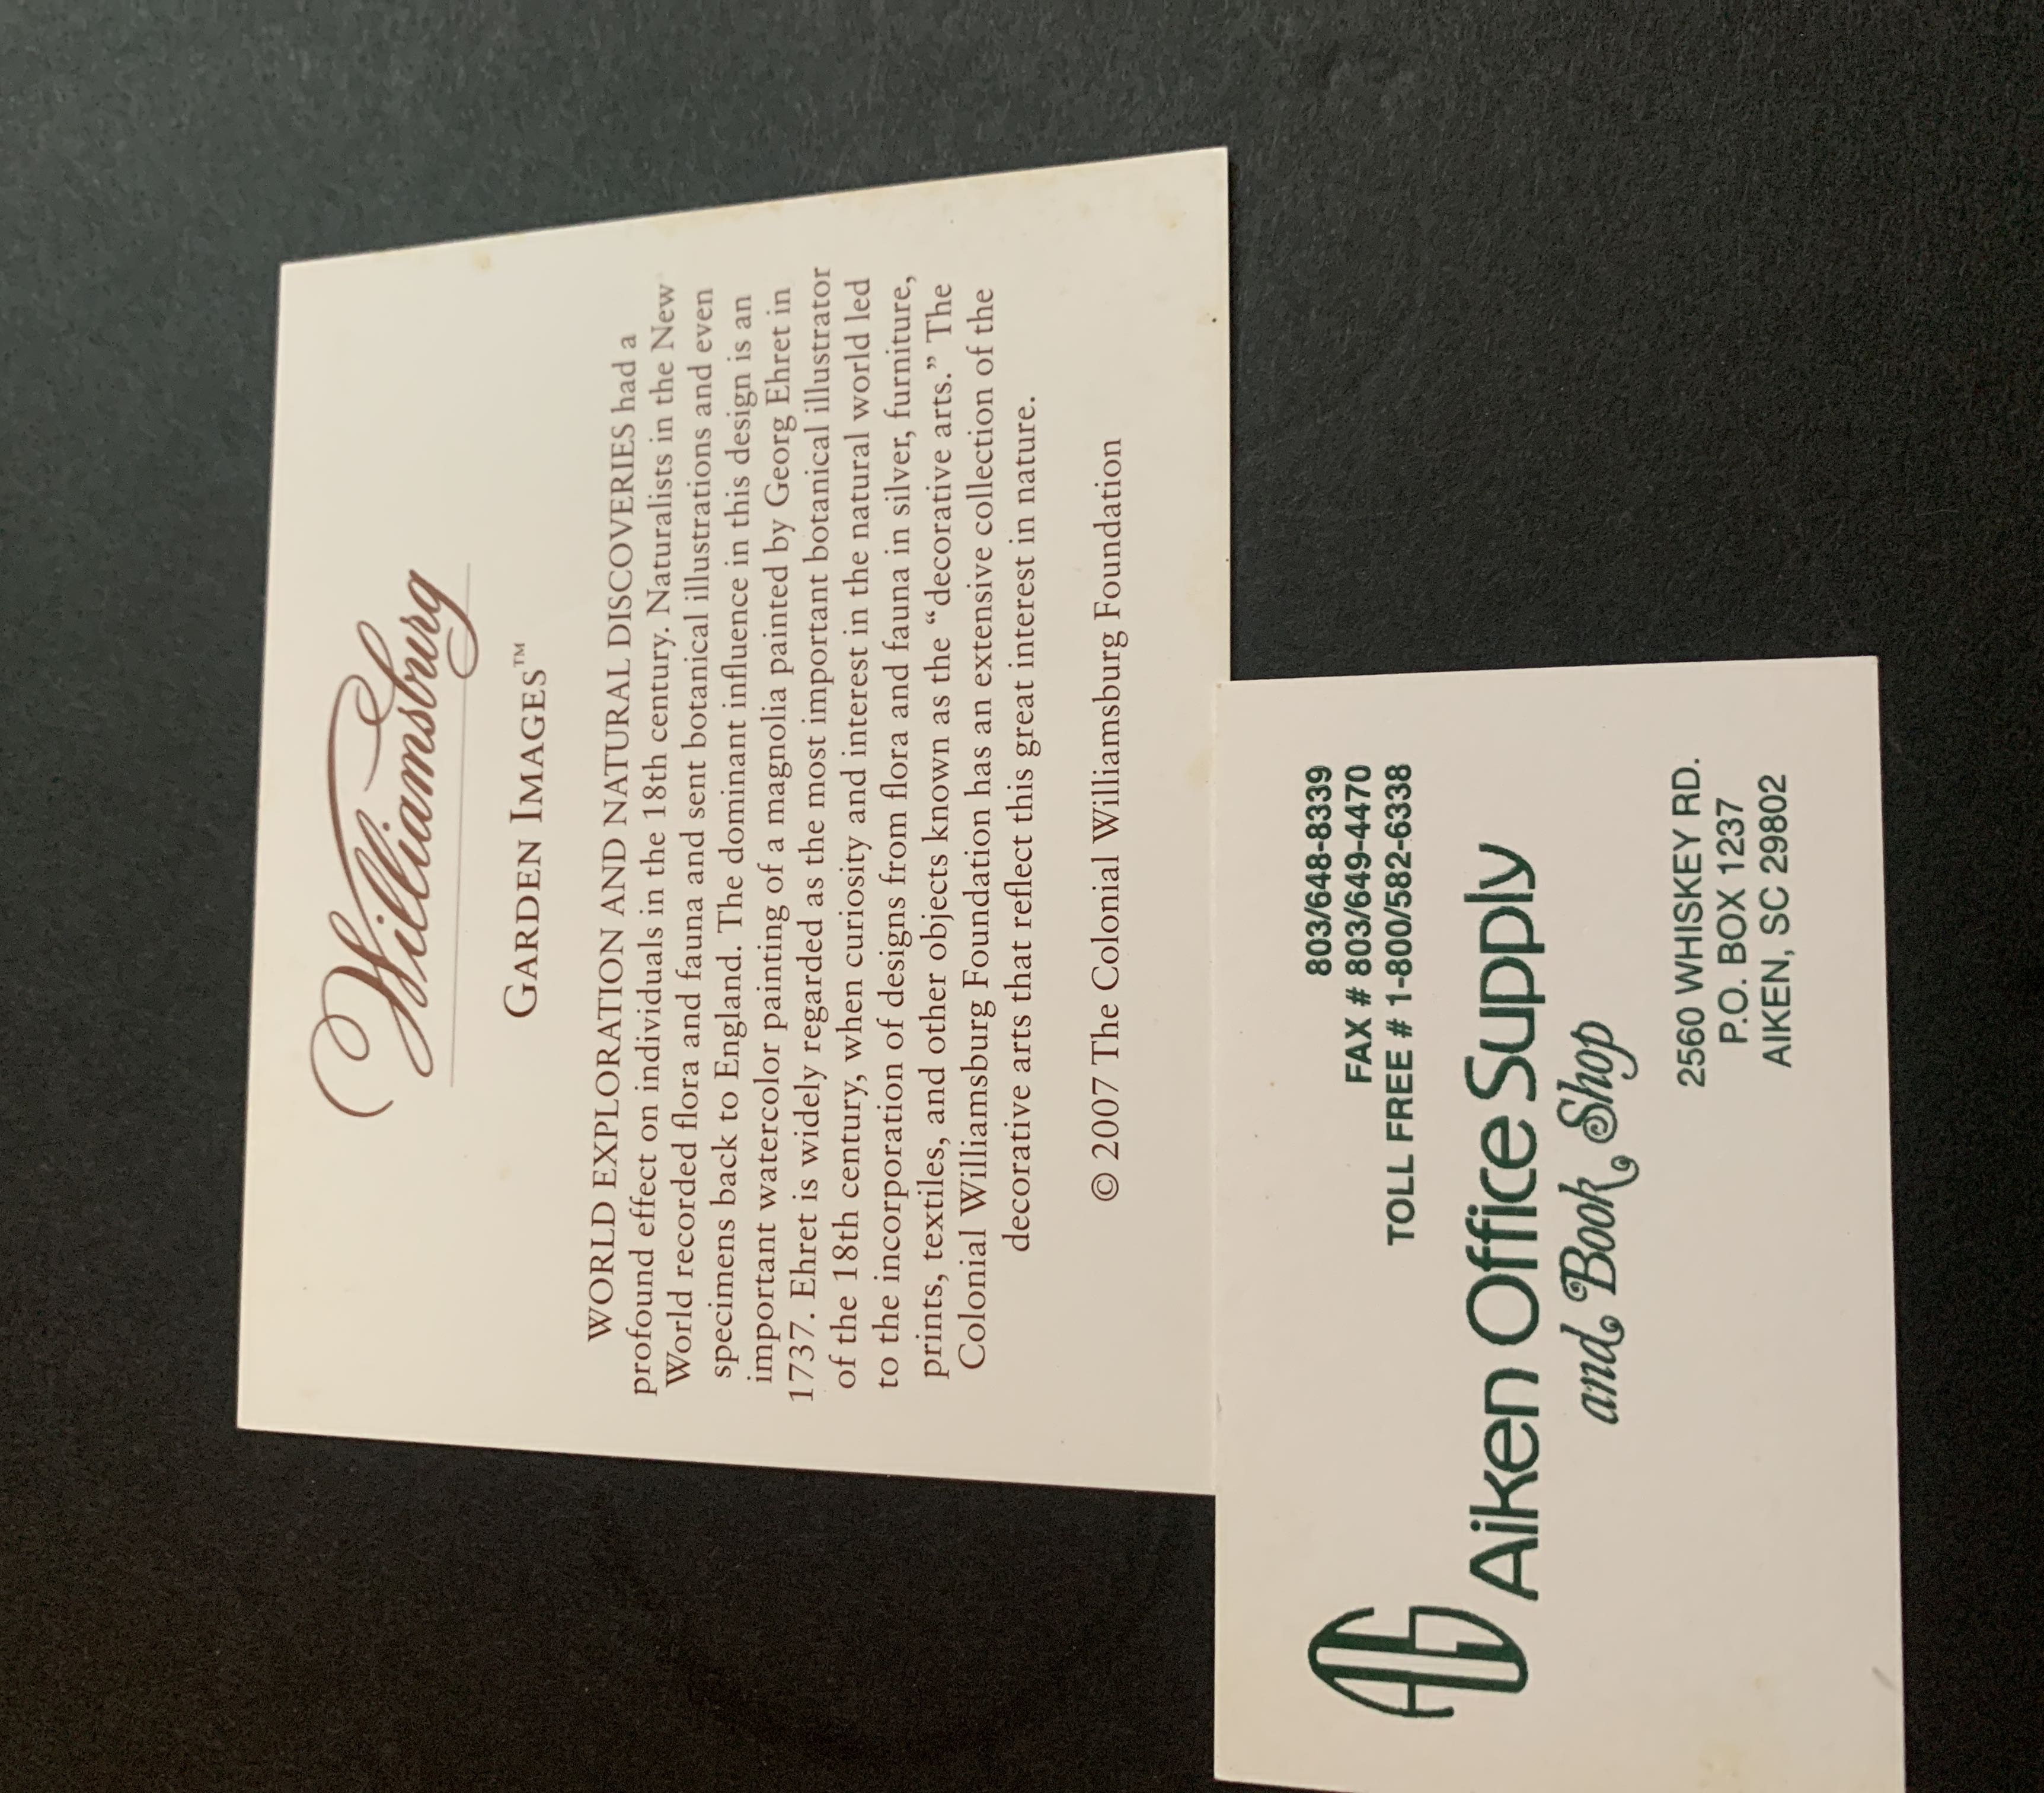 Williamsburg
GARDEN IMAGES™
WORLD EXPLORATION AND NATURAL DISCOVERIES had a
profound effect on individuals in the 18th century. Naturalists in the New
World recorded flora and fauna and sent botanical illustrations and even
specimens back to England. The dominant influence in this design is an
important watercolor painting of a magnolia painted by Georg Ehret in
1737. Ehret is widely regarded as the most important botanical illustrator
of the 18th century, when curiosity and interest in the natural world led
to the incorporation of designs from flora and fauna in silver, furniture,
prints, textiles, and other objects known as the “decorative arts.” The
Colonial Williamsburg Foundation has an extensive collection of the
decorative arts that reflect this great interest in nature.
© 2007 The Colonial Williamsburg Foundation
803/648-8339
FAX # 803/649-4470
TOLL FREE # 1-800/582-6338
Aiken Office Supply
and Book Shop
2560 WHISKEY RD.
P.O. BOX 1237
AIKEN, SC 29802